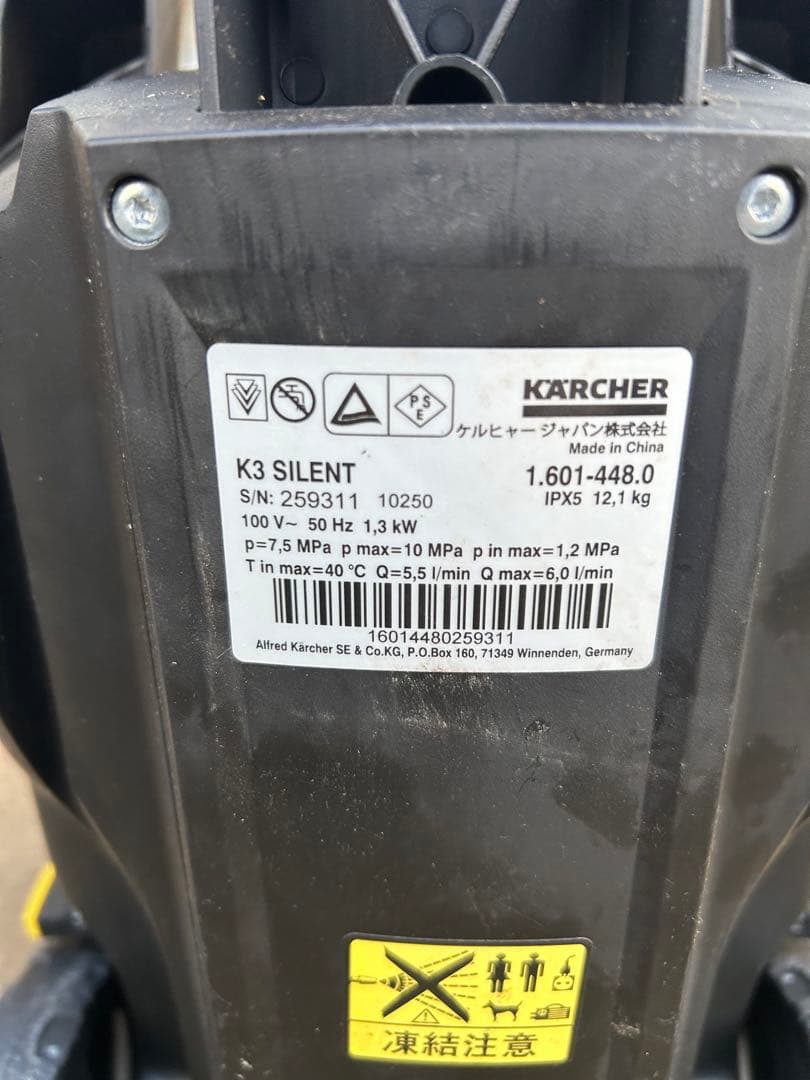 KÄRCHER
PS
E
ケルヒャージャパン株式会社
Made in China
K3 SILENT 1.601-448.0
S/N: 259311 10250 IPX5 12,1 kg
100 V~ 50 Hz 1,3 kW
p=7,5 MPa p max=10 MPa p in max=1,2 MPa
T in max=40 °C Q=5,5 l/min Q max=6,0 l/min
16014480259311
Alfred Kärcher SE & Co.KG, P.O.Box 160, 71349 Winnenden, Germany
凍結注意